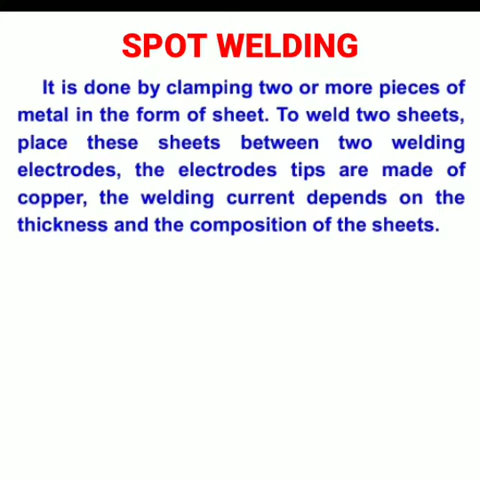 SPOT WELDING
It is done by clamping two or more pieces of
metal in the form of sheet. To weld two sheets,
place these sheets between two welding
electrodes, the electrodes tips are made of
copper, the welding current depends on the
thickness and the composition of the sheets.